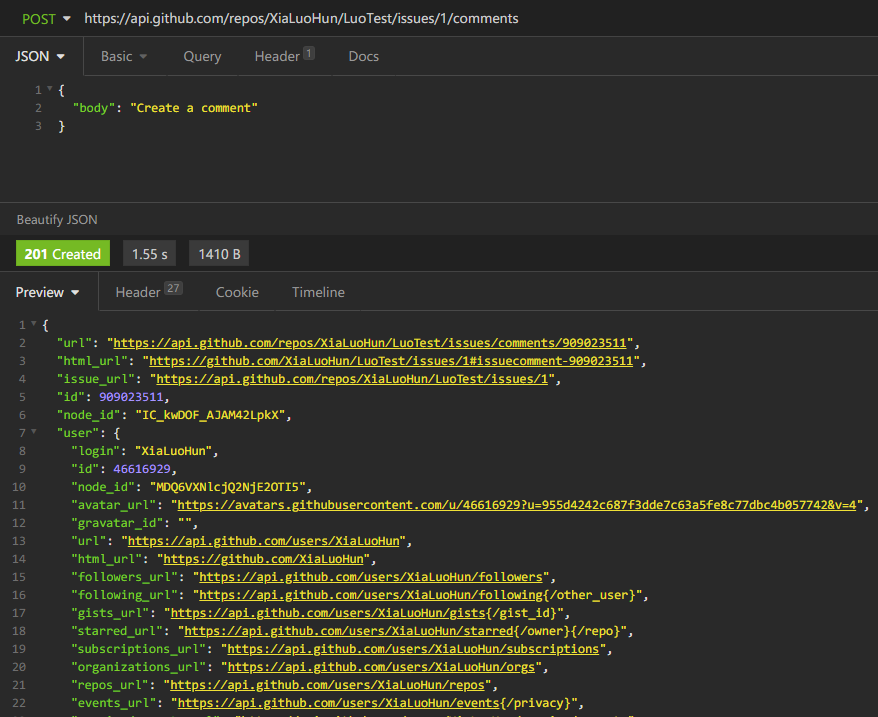 POST https://api.github.com/repos/XiaLuoHun/LuoTest/issues/1/comments
JSON Basic Query Header 1 Docs
1 {
2 "body": "Create a comment"
3 }
Beautify JSON
201 Created 1.55 s 1410 B
Preview Header 27 Cookie Timeline
1 {
2 "url": "https://api.github.com/repos/XiaLuoHun/LuoTest/issues/comments/909023511",
3 "html_url": "https://github.com/XiaLuoHun/LuoTest/issues/1#issuecomment-909023511",
4 "issue_url": "https://api.github.com/repos/XiaLuoHun/LuoTest/issues/1",
5 "id": 909023511,
6 "node_id": "IC_kwDOF_AJAM42LpkX",
7 "user": {
8 "login": "XiaLuoHun",
9 "id": 46616929,
10 "node_id": "MDQ6VXNlcjQ2NjE2OTI5",
11 "avatar_url": "https://avatars.githubusercontent.com/u/46616929?u=955d4242c687f3dde7c63a5fe8c77dbc4b057742&v=4",
12 "gravatar_id": "",
13 "url": "https://api.github.com/users/XiaLuoHun",
14 "html_url": "https://github.com/XiaLuoHun",
15 "followers_url": "https://api.github.com/users/XiaLuoHun/followers",
16 "following_url": "https://api.github.com/users/XiaLuoHun/following{/other_user}",
17 "gists_url": "https://api.github.com/users/XiaLuoHun/gists{/gist_id}",
18 "starred_url": "https://api.github.com/users/XiaLuoHun/starred{/owner}{/repo}",
19 "subscriptions_url": "https://api.github.com/users/XiaLuoHun/subscriptions",
20 "organizations_url": "https://api.github.com/users/XiaLuoHun/orgs",
21 "repos_url": "https://api.github.com/users/XiaLuoHun/repos",
22 "events_url": "https://api.github.com/users/XiaLuoHun/events{/privacy}",